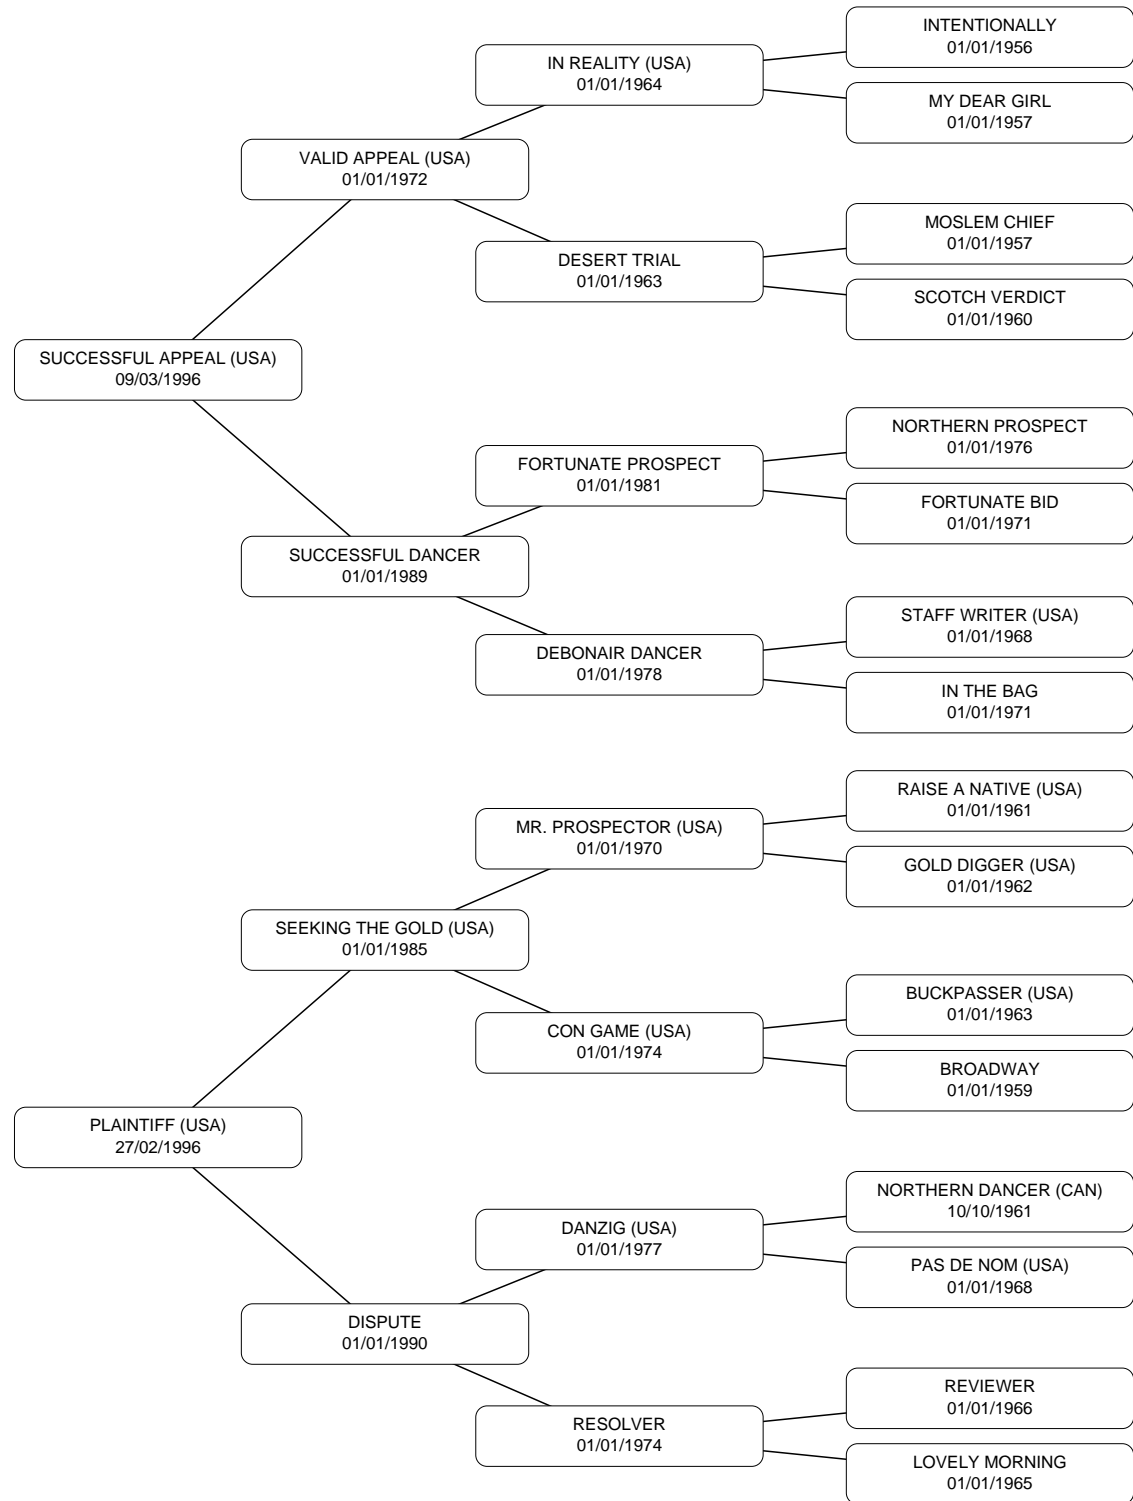 INTENTIONALLY
01/01/1956
IN REALITY (USA)
01/01/1964
MY DEAR GIRL
01/01/1957
VALID APPEAL (USA)
01/01/1972
MOSLEM CHIEF
01/01/1957
DESERT TRIAL
01/01/1963
SCOTCH VERDICT
01/01/1960
SUCCESSFUL APPEAL (USA)
09/03/1996
NORTHERN PROSPECT
01/01/1976
FORTUNATE PROSPECT
01/01/1981
FORTUNATE BID
01/01/1971
SUCCESSFUL DANCER
01/01/1989
STAFF WRITER (USA)
01/01/1968
DEBONAIR DANCER
01/01/1978
IN THE BAG
01/01/1971
RAISE A NATIVE (USA)
01/01/1961
MR. PROSPECTOR (USA)
01/01/1970
GOLD DIGGER (USA)
01/01/1962
SEEKING THE GOLD (USA)
01/01/1985
BUCKPASSER (USA)
01/01/1963
CON GAME (USA)
01/01/1974
BROADWAY
01/01/1959
PLAINTIFF (USA)
27/02/1996
NORTHERN DANCER (CAN)
10/10/1961
DANZIG (USA)
01/01/1977
PAS DE NOM (USA)
01/01/1968
DISPUTE
01/01/1990
REVIEWER
01/01/1966
RESOLVER
01/01/1974
LOVELY MORNING
01/01/1965